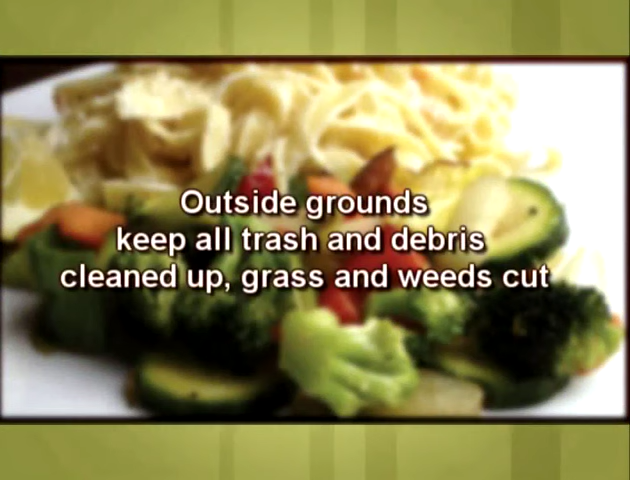 Outside grounds
keep all trash and debris
cleaned up, grass and weeds cut